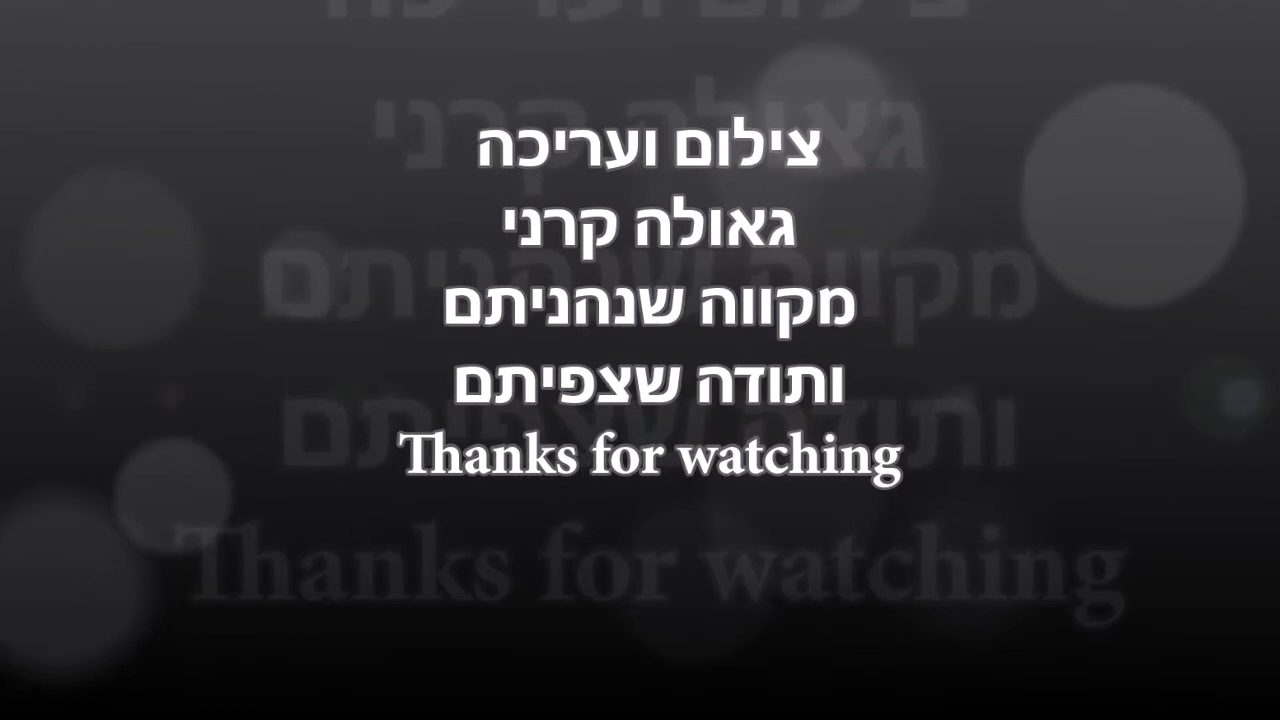 צילום ועריכה
גאולה קרני
מקווה שנהניתם
ותודה שצפיתם
Thanks for watching